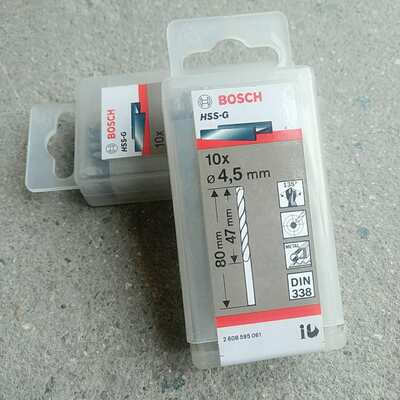 BOSCH
HSS-G
10x
ø 4,5 mm
80 mm
47 mm
135°
METAL
DIN
338
2 608 595 061
BOSCH
HSS-G
10x